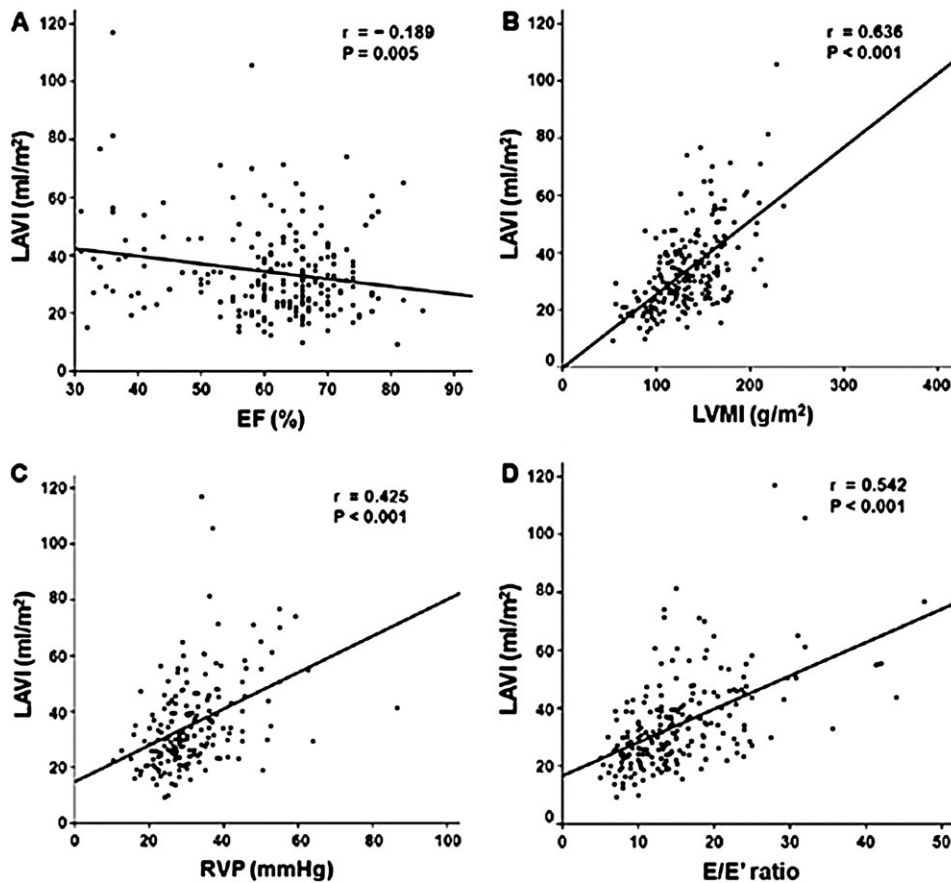 A
r = − 0.189
P = 0.005
LAVI (ml/m²)
120
100
80
60
40
20
0
30 40 50 60 70 80 90
EF (%)
B
r = 0.636
P < 0.001
LAVI (ml/m²)
120
100
80
60
40
20
0
0 100 200 300 400
LVMI (g/m²)
C
r = 0.425
P < 0.001
LAVI (ml/m²)
120
100
80
60
40
20
0
0 20 40 60 80 100
RVP (mmHg)
D
r = 0.542
P < 0.001
LAVI (ml/m²)
120
100
80
60
40
20
0
0 10 20 30 40 50
E/E' ratio